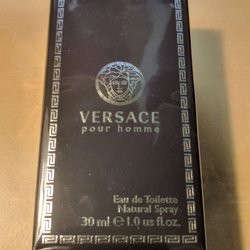 VERSACE
pour homme
Eau de Toilette
Natural Spray
30 ml ℮ 1.0 us fl.oz.